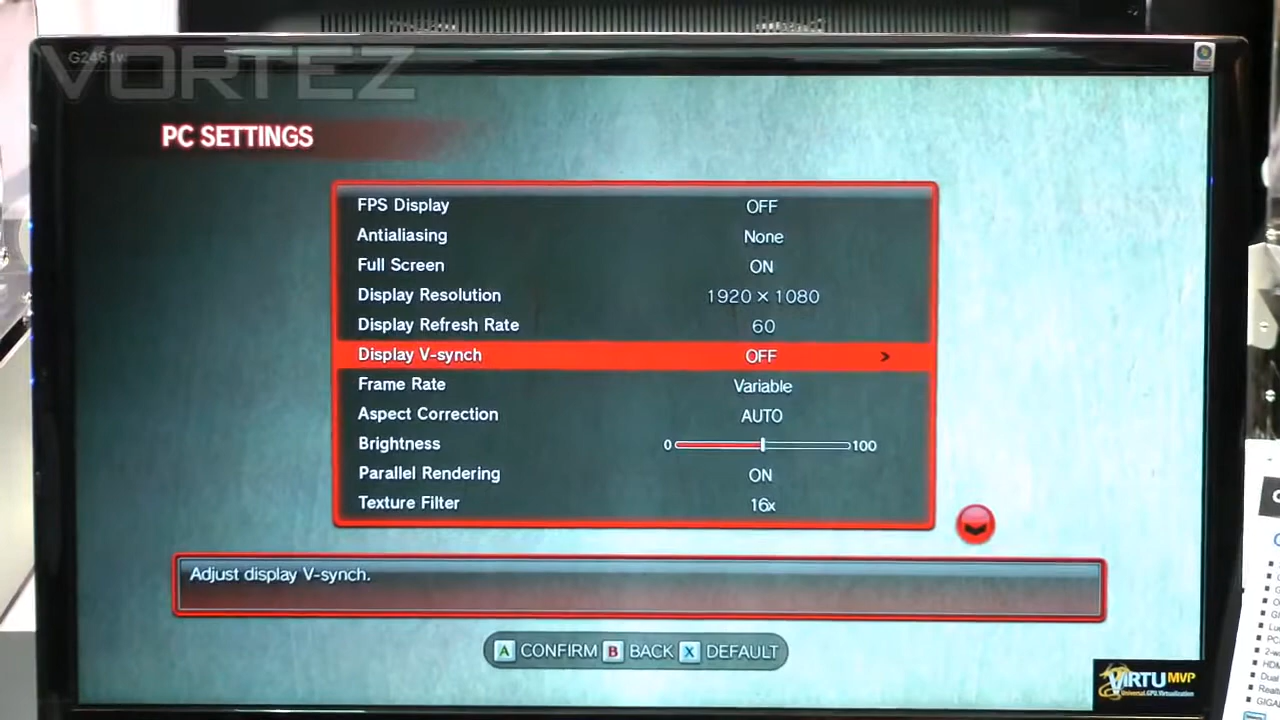 VORTEZ
PC SETTINGS
FPS Display OFF
Antialiasing None
Full Screen ON
Display Resolution 1920 × 1080
Display Refresh Rate 60
Display V-synch OFF >
Frame Rate Variable
Aspect Correction AUTO
Brightness 0 100
Parallel Rendering ON
Texture Filter 16x
Adjust display V-synch.
A CONFIRM B BACK X DEFAULT
VIRTU MVP
Universal GPU Virtualization